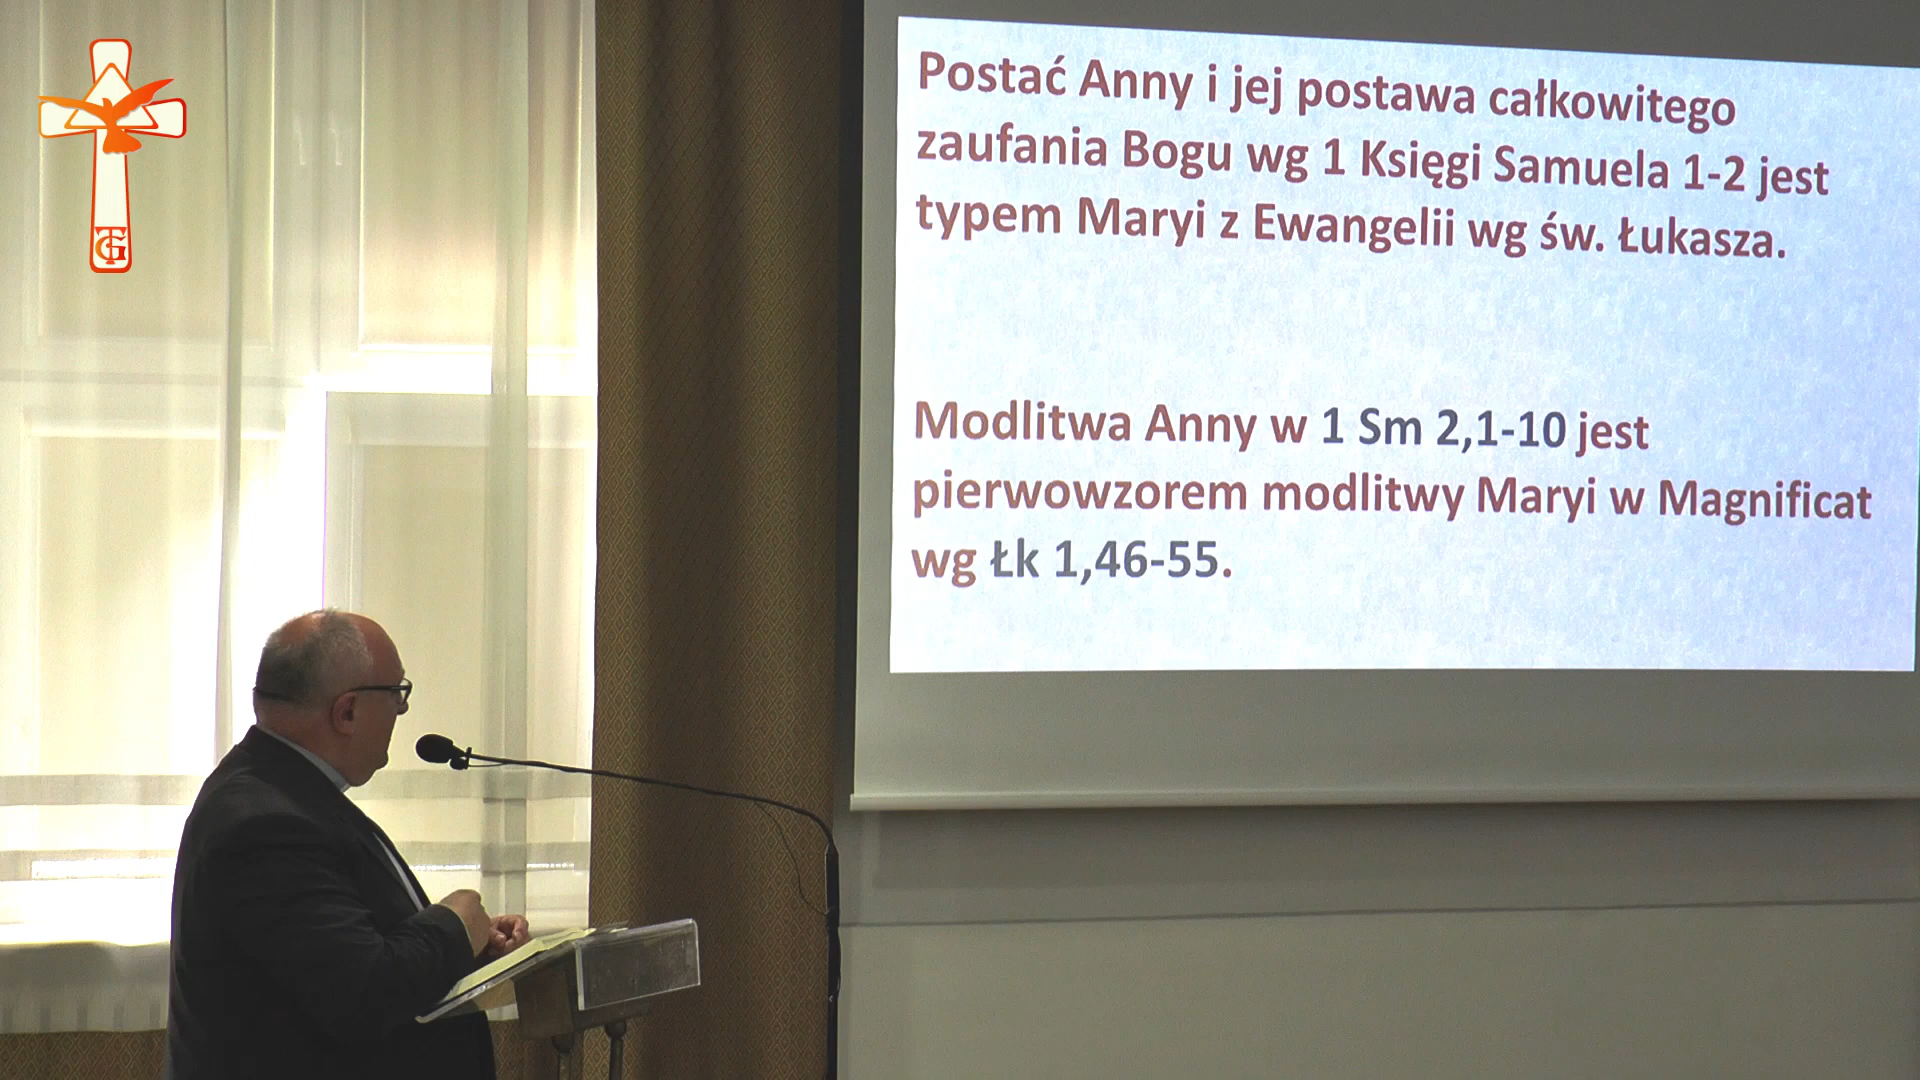 TG
Postać Anny i jej postawa całkowitego
zaufania Bogu wg 1 Księgi Samuela 1-2 jest
typem Maryi z Ewangelii wg św. Łukasza.
Modlitwa Anny w 1 Sm 2,1-10 jest
pierwowzorem modlitwy Maryi w Magnificat
wg Łk 1,46-55.